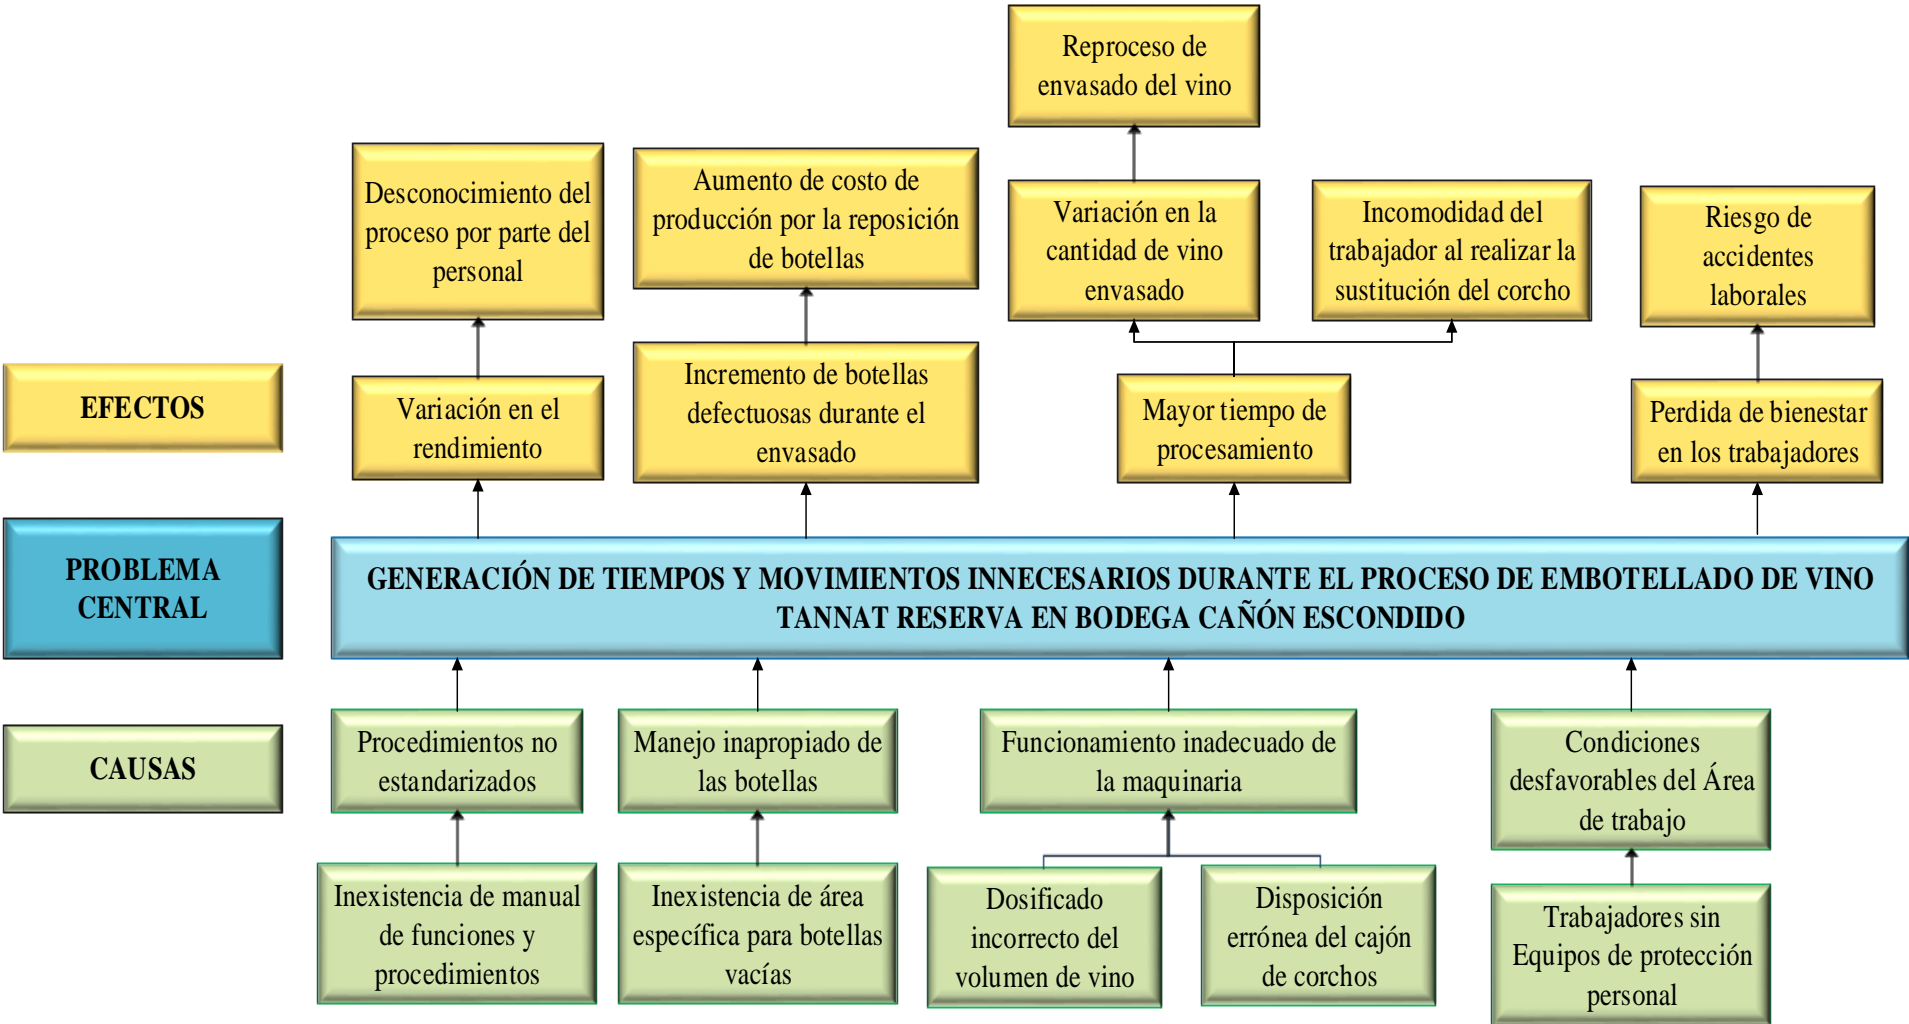 Reproceso de
envasado del vino
Desconocimiento del
proceso por parte del
personal
Aumento de costo de
producción por la reposición
de botellas
Variación en la
cantidad de vino
envasado
Incomodidad del
trabajador al realizar la
sustitución del corcho
Riesgo de
accidentes
laborales
EFECTOS
Variación en el
rendimiento
Incremento de botellas
defectuosas durante el
envasado
Mayor tiempo de
procesamiento
Perdida de bienestar
en los trabajadores
PROBLEMA
CENTRAL
GENERACIÓN DE TIEMPOS Y MOVIMIENTOS INNECESARIOS DURANTE EL PROCESO DE EMBOTELLADO DE VINO
TANNAT RESERVA EN BODEGA CAÑÓN ESCONDIDO
CAUSAS
Procedimientos no
estandarizados
Manejo inapropiado de
las botellas
Funcionamiento inadecuado de
la maquinaria
Condiciones
desfavorables del Área
de trabajo
Inexistencia de manual
de funciones y
procedimientos
Inexistencia de área
específica para botellas
vacías
Dosificado
incorrecto del
volumen de vino
Disposición
errónea del cajón
de corchos
Trabajadores sin
Equipos de protección
personal